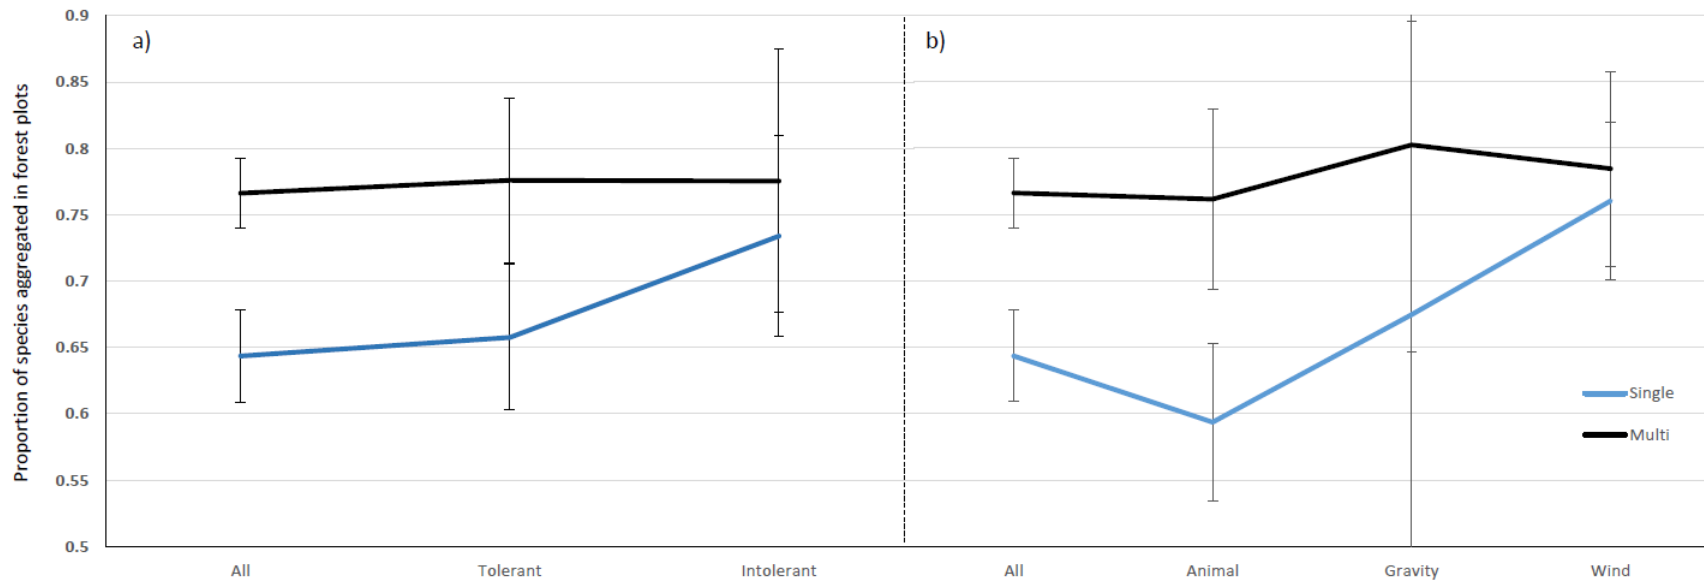 Proportion of species aggregated in forest plots
0.9
0.85
0.8
0.75
0.7
0.65
0.6
0.55
0.5
a)
b)
All
Tolerant
Intolerant
All
Animal
Gravity
Wind
Single
Multi